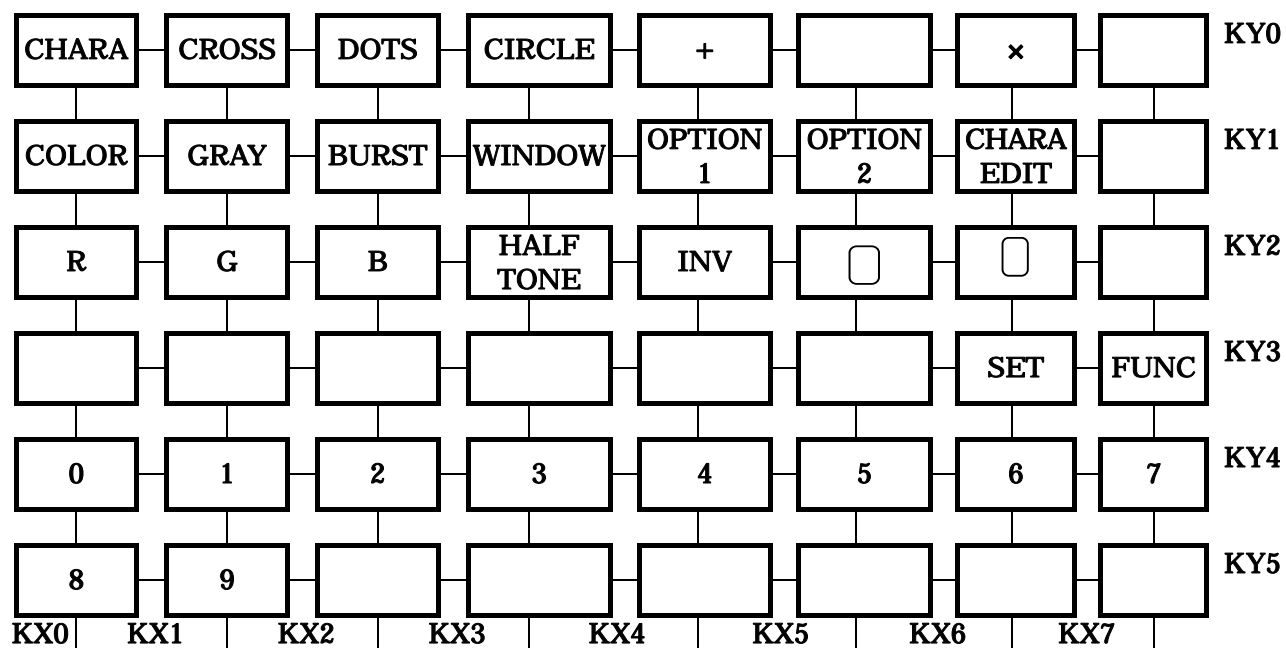 CHARA CROSS DOTS CIRCLE + × KY0
COLOR GRAY BURST WINDOW OPTION 1 OPTION 2 CHARA EDIT KY1
R G B HALF TONE INV KY2
SET FUNC KY3
0 1 2 3 4 5 6 7 KY4
8 9 KY5
KX0 KX1 KX2 KX3 KX4 KX5 KX6 KX7